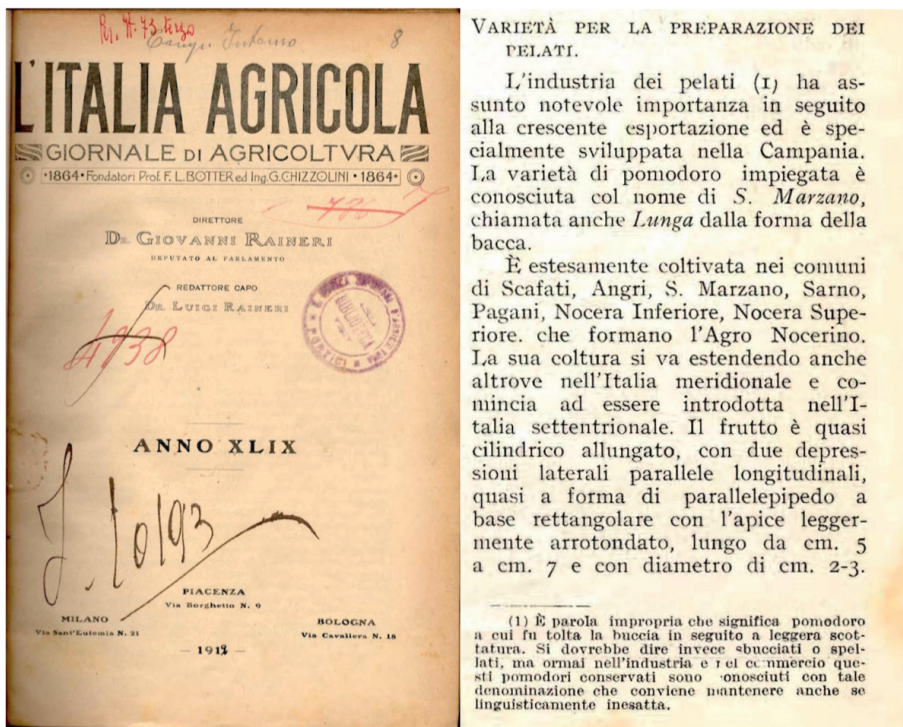 Camp. Interno
8
L'ITALIA AGRICOLA
GIORNALE DI AGRICOLTVRA
•1864• Fondatori Prof. F. L. BOTTER ed Ing. G. CHIZZOLINI •1864•
786
DIRETTORE
DR. GIOVANNI RAINERI
DEPUTATO AL PARLAMENTO
REDATTORE CAPO
DR. LUIGI RAINERI
BIBLIOTECA
4938
ANNO XLIX
10193
PIACENZA
Via Borghetto N. 9
MILANO
Via Sant'Eufemia N. 21
BOLOGNA
Via Cavaliera N. 18
– 1912 –
VARIETÀ PER LA PREPARAZIONE DEI
PELATI.
L'industria dei pelati (1) ha as-
sunto notevole importanza in seguito
alla crescente esportazione ed è spe-
cialmente sviluppata nella Campania.
La varietà di pomodoro impiegata è
conosciuta col nome di S. Marzano,
chiamata anche Lunga dalla forma della
bacca.
È estesamente coltivata nei comuni
di Scafati, Angri, S. Marzano, Sarno,
Pagani, Nocera Inferiore, Nocera Supe-
riore. che formano l'Agro Nocerino.
La sua coltura si va estendendo anche
altrove nell'Italia meridionale e co-
mincia ad essere introdotta nell'I-
talia settentrionale. Il frutto è quasi
cilindrico allungato, con due depres-
sioni laterali parallele longitudinali,
quasi a forma di parallelepipedo a
base rettangolare con l'apice legger-
mente arrotondato, lungo da cm. 5
a cm. 7 e con diametro di cm. 2-3.
(1) È parola impropria che significa pomodoro
a cui fu tolta la buccia in seguito a leggera scot-
tatura. Si dovrebbe dire invece sbucciati o spel-
lati, ma ormai nell'industria e nel commercio que-
sti pomodori conservati sono conosciuti con tale
denominazione che conviene mantenere anche se
linguisticamente inesatta.